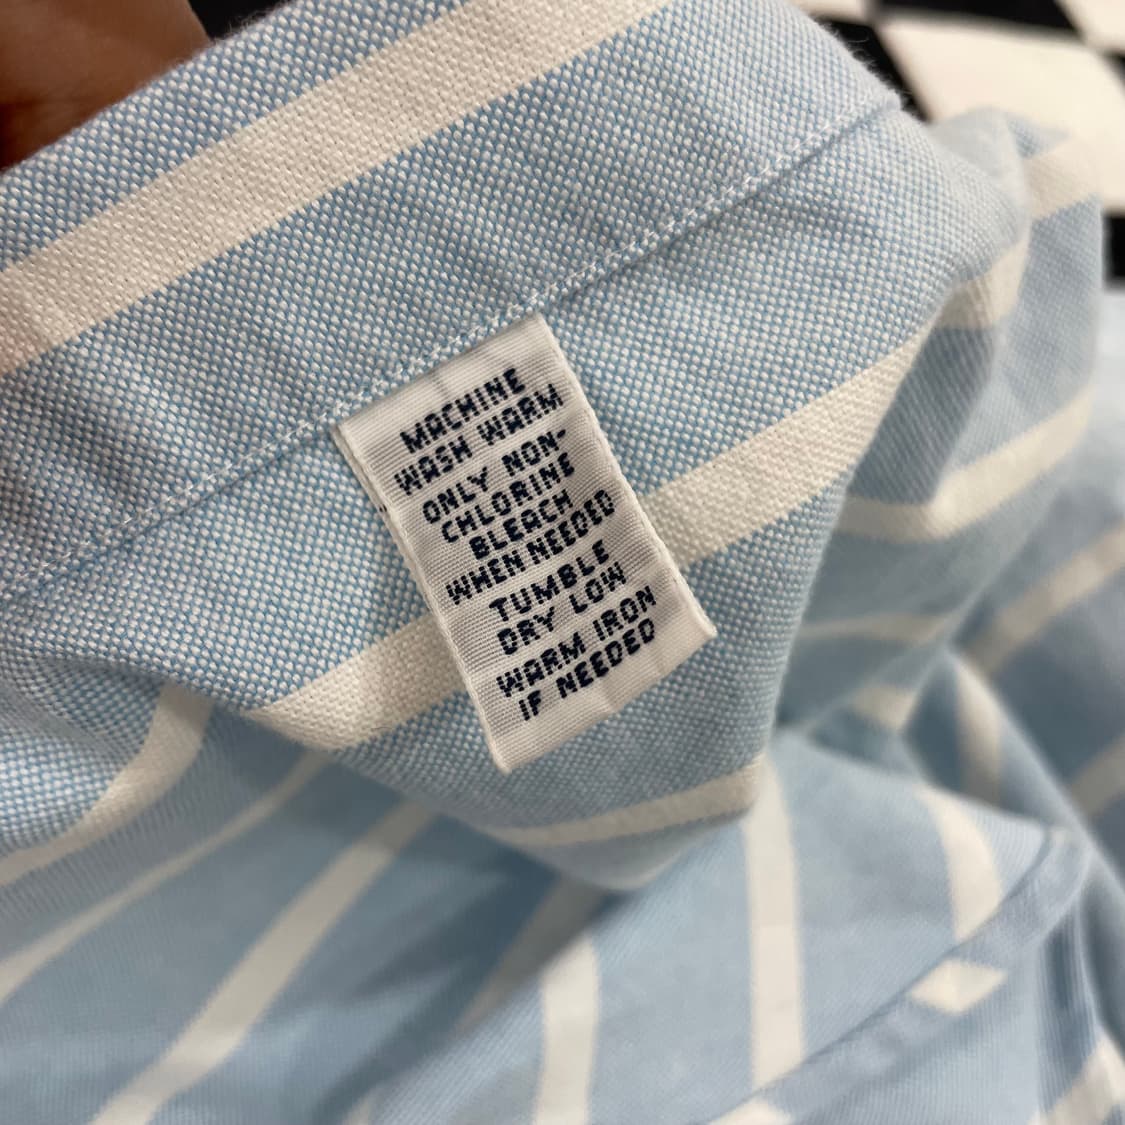 MACHINE
WASH WARM
ONLY NON-
CHLORINE
BLEACH
WHEN NEEDED
TUMBLE
DRY LOW
WARM IRON
IF NEEDED